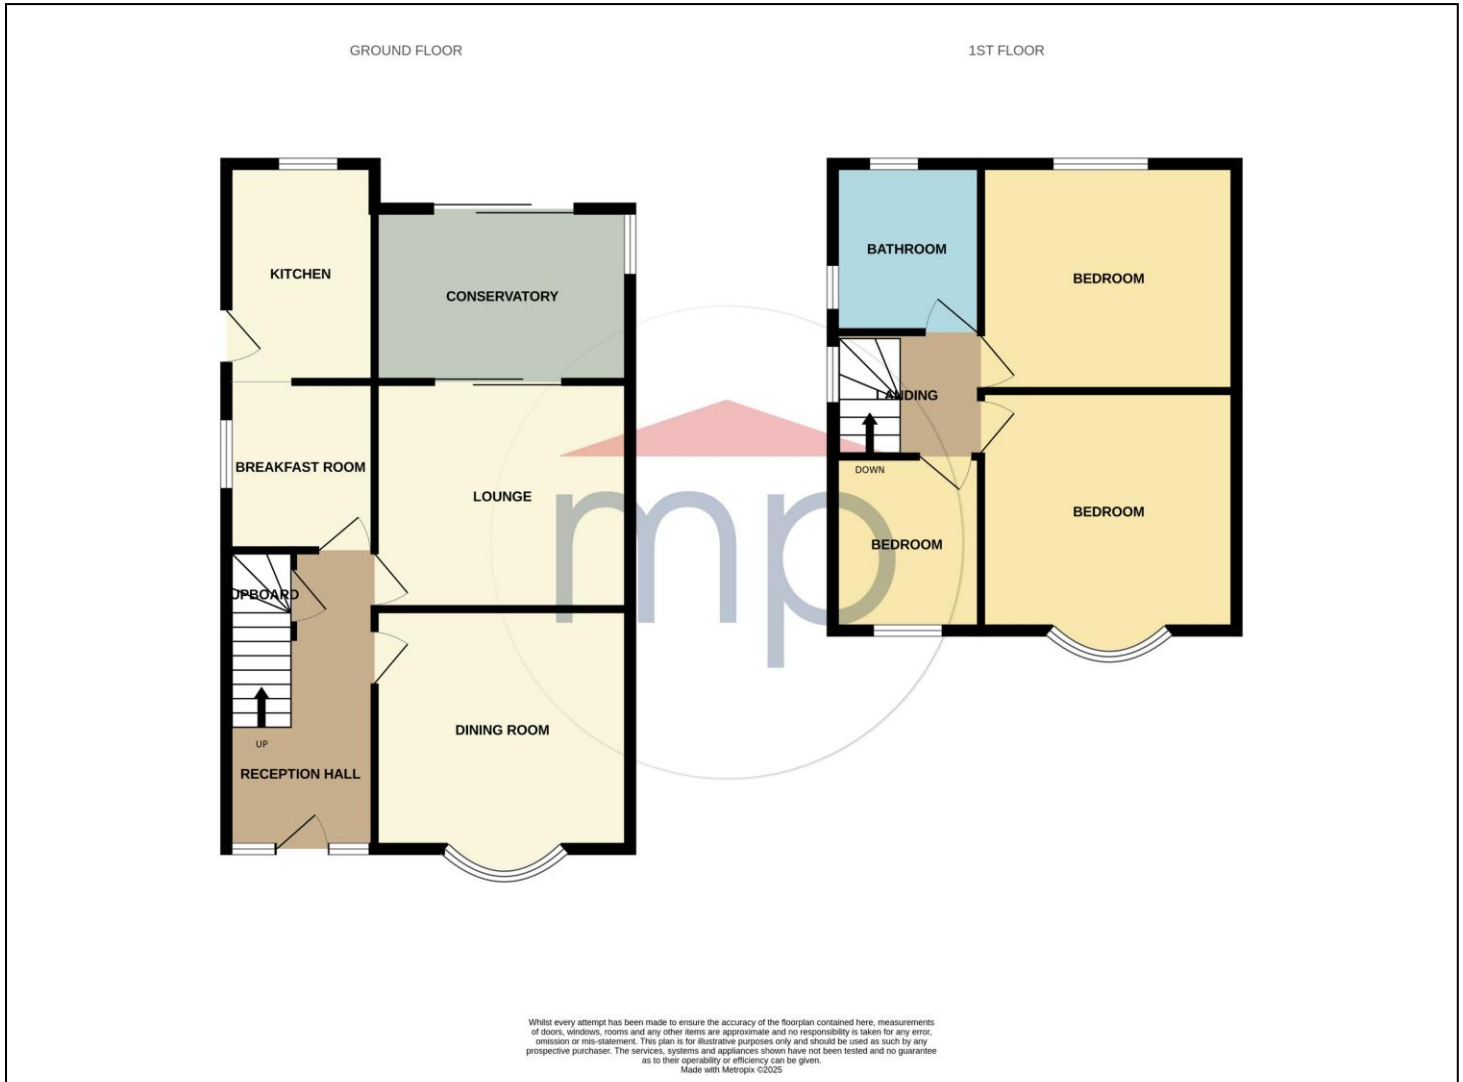 GROUND FLOOR
1ST FLOOR
KITCHEN
CONSERVATORY
BREAKFAST ROOM
LOUNGE
UPBOARD
UP
RECEPTION HALL
DINING ROOM
BATHROOM
BEDROOM
LANDING
DOWN
BEDROOM
BEDROOM
mp
Whilst every attempt has been made to ensure the accuracy of the floorplan contained here, measurements
of doors, windows, rooms and any other items are approximate and no responsibility is taken for any error,
omission or mis-statement. This plan is for illustrative purposes only and should be used as such by any
prospective purchaser. The services, systems and appliances shown have not been tested and no guarantee
as to their operability or efficiency can be given.
Made with Metropix ©2025